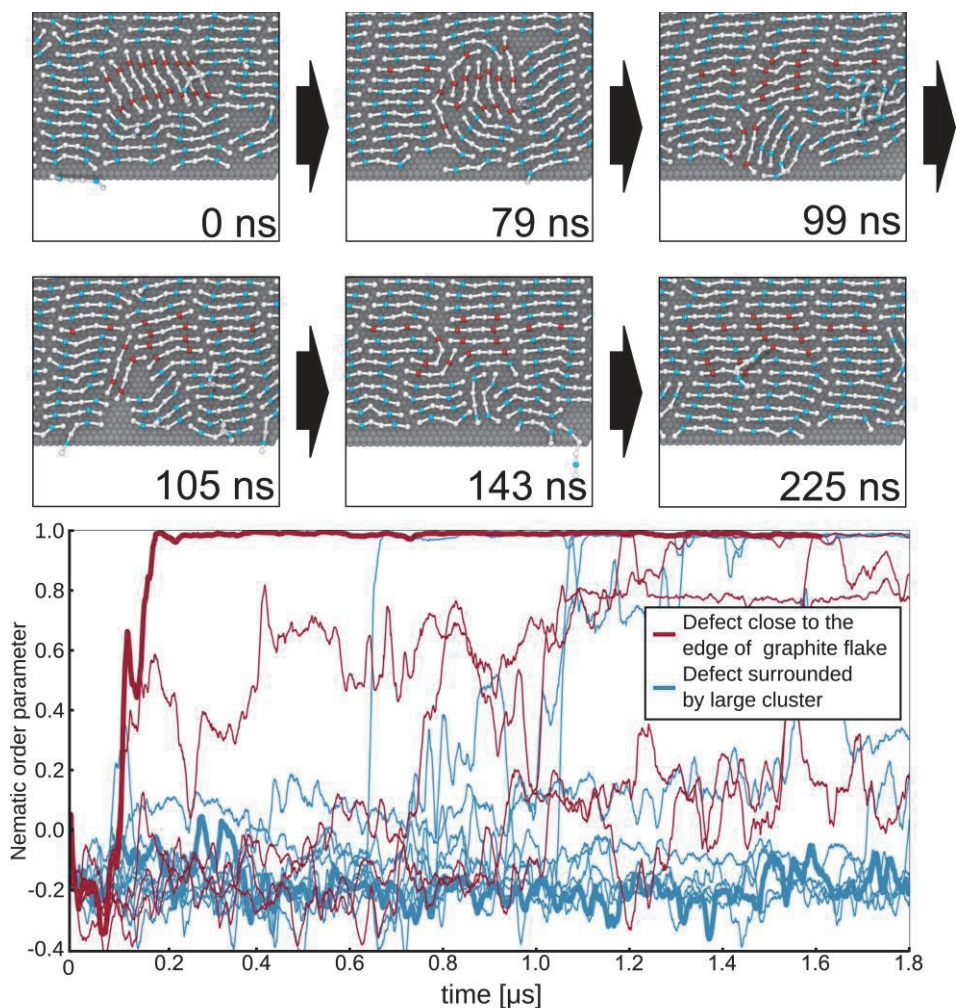 0 ns
79 ns
99 ns
105 ns
143 ns
225 ns
1.0
0.8
0.6
0.4
0.2
0.0
-0.2
-0.4
Nematic order parameter
Defect close to the
edge of graphite flake
Defect surrounded
by large cluster
0
0.2
0.4
0.6
0.8
1.0
1.2
1.4
1.6
1.8
time [µs]